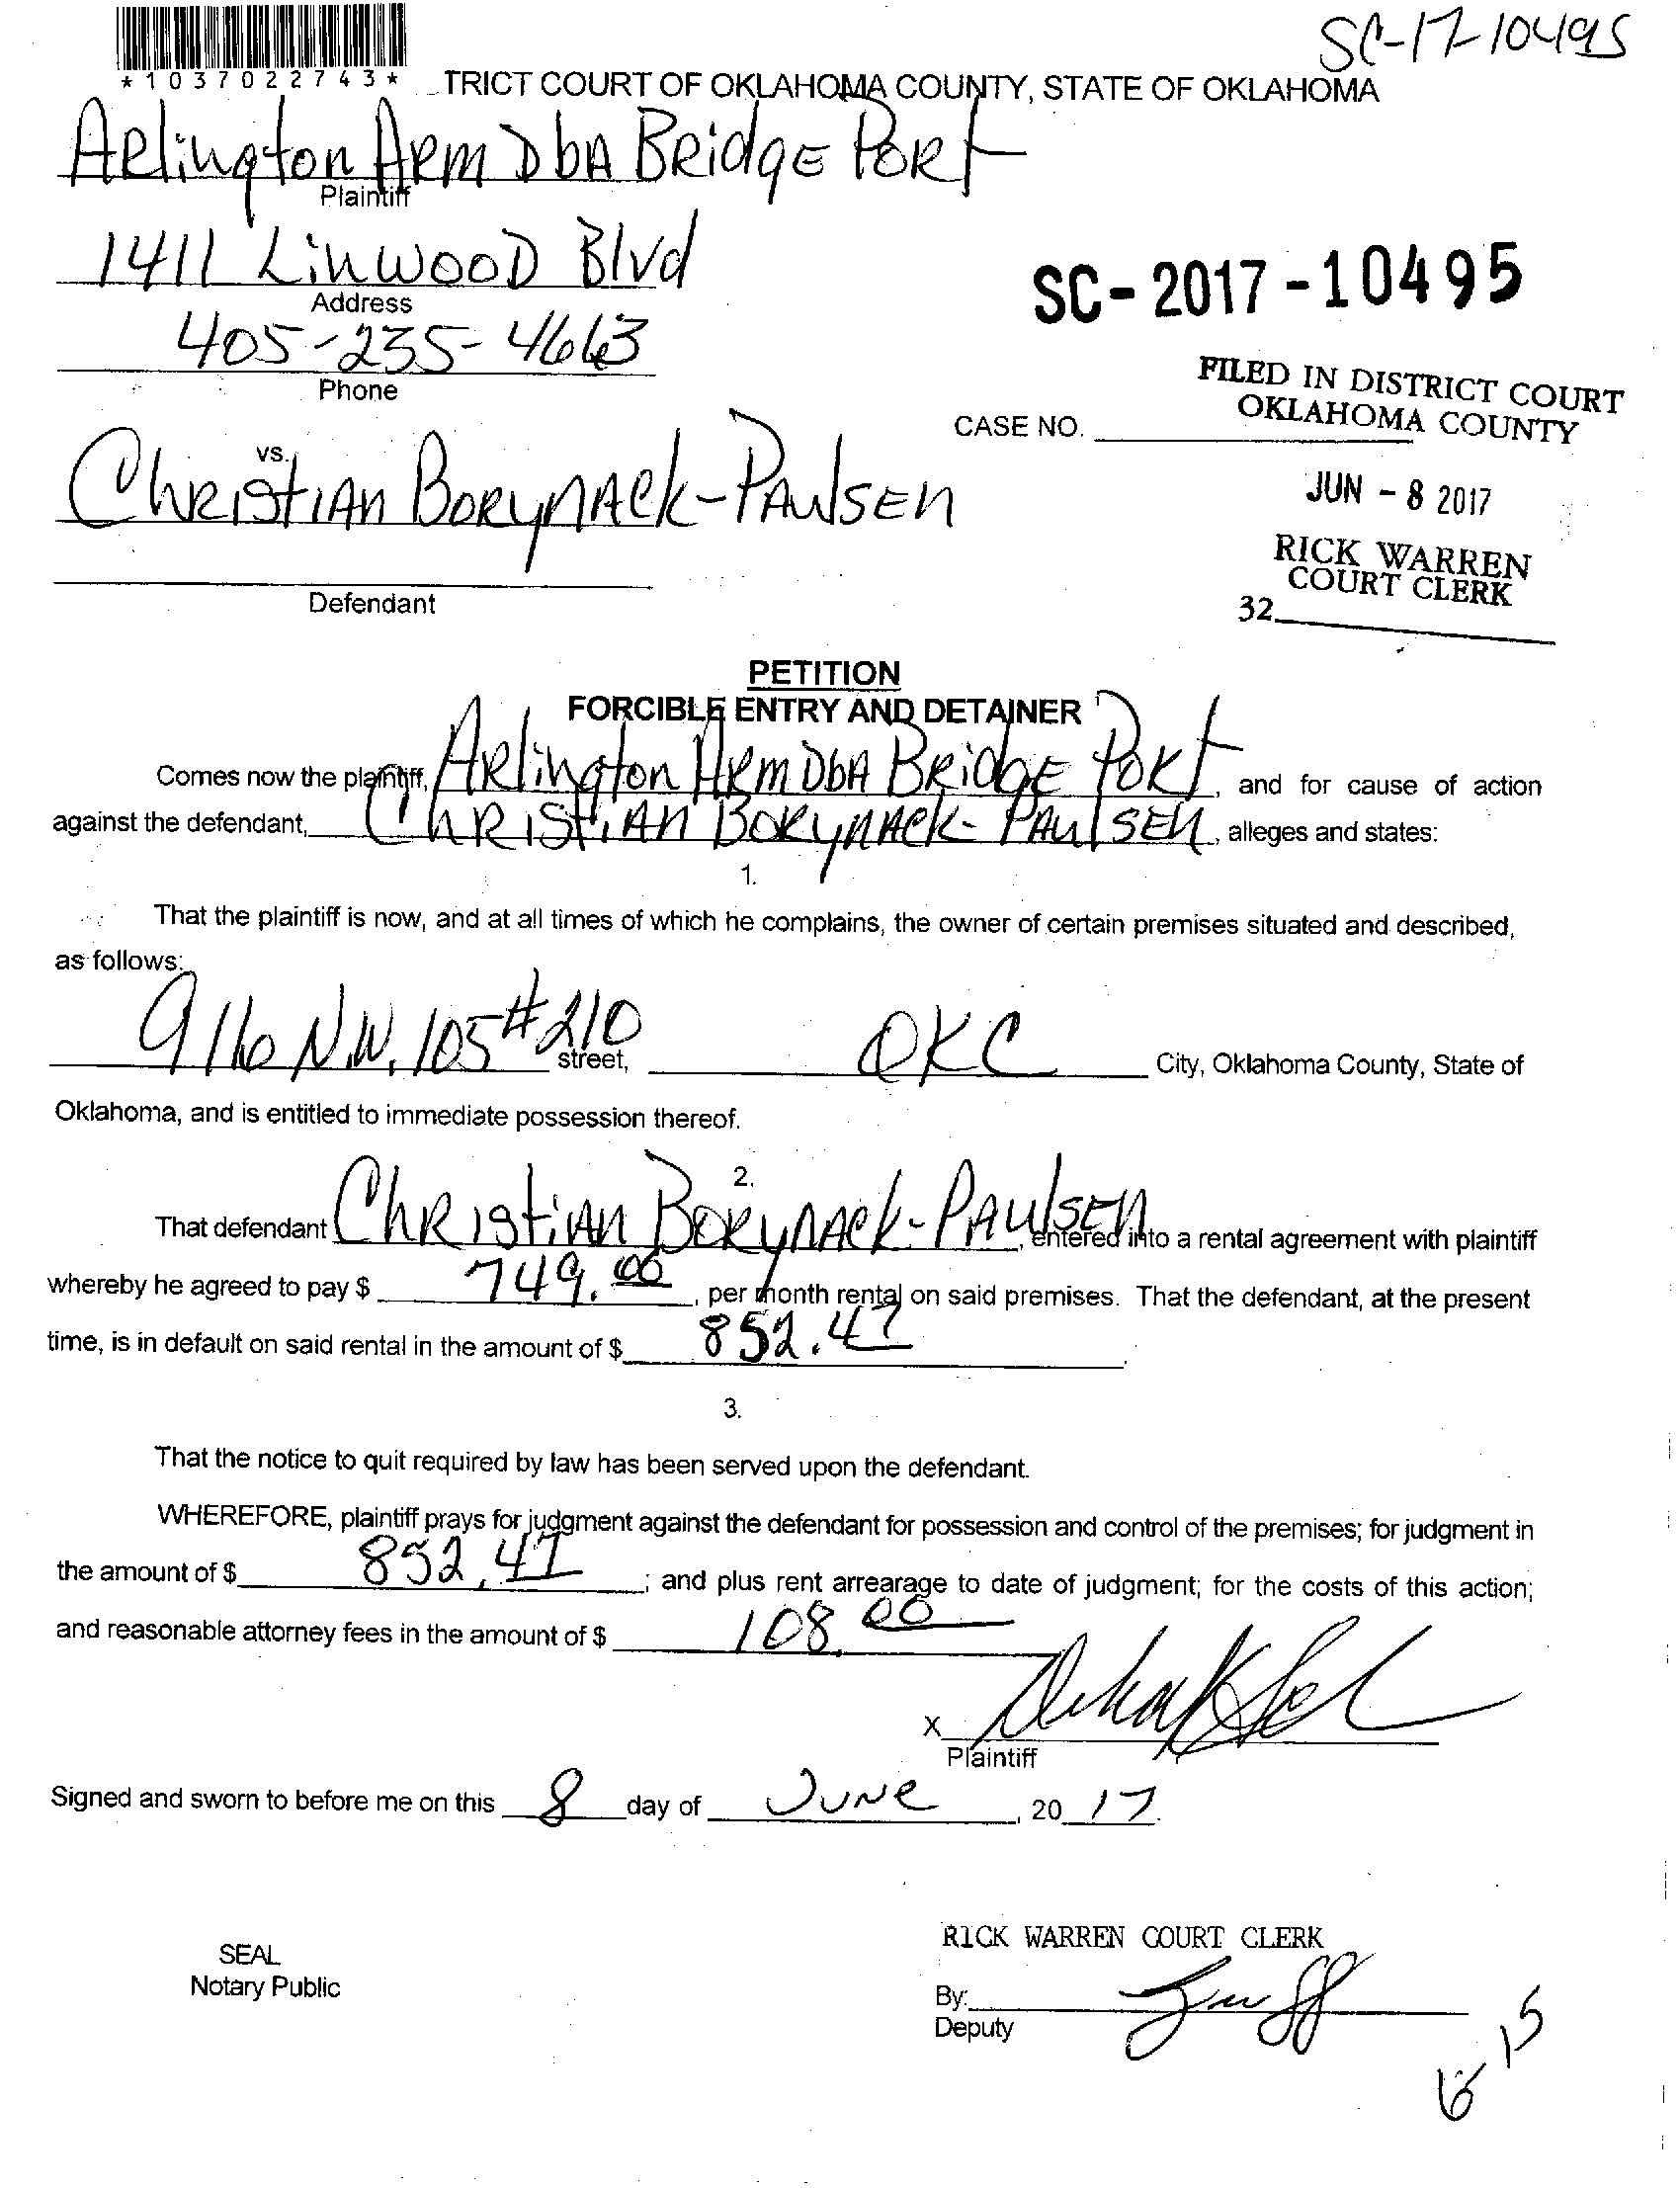 SC-17-10495
*1037022743*
TRICT COURT OF OKLAHOMA COUNTY, STATE OF OKLAHOMA
ARlington ARM DbA BRidgE PORt
Plaintiff
1411 LinwooD Blvd
Address
SC-2017-10495
405-235-4663
Phone
FILED IN DISTRICT COURT
OKLAHOMA COUNTY
CASE NO.
vs.
ChRistiAn BORynAck-PAulsEn
JUN - 8 2017
RICK WARREN
COURT CLERK
Defendant
32
PETITION
FORCIBLE ENTRY AND DETAINER
Comes now the plaintiff, ARlington ARM DbA BRidgE PORt, and for cause of action
against the defendant, ChRistiAn BORynAck-PAulSEn, alleges and states:
1.
That the plaintiff is now, and at all times of which he complains, the owner of certain premises situated and described,
as follows:
916 N.W. 105 #210 street, OKC City, Oklahoma County, State of
Oklahoma, and is entitled to immediate possession thereof.
2.
That defendant ChRistiAn BORynAck-PAulsEn, entered into a rental agreement with plaintiff
whereby he agreed to pay $ 749.00, per month rental on said premises. That the defendant, at the present
time, is in default on said rental in the amount of $ 852.47.
3.
That the notice to quit required by law has been served upon the defendant.
WHEREFORE, plaintiff prays for judgment against the defendant for possession and control of the premises; for judgment in
the amount of $ 852.47; and plus rent arrearage to date of judgment; for the costs of this action;
and reasonable attorney fees in the amount of $ 108.00
x
Plaintiff
Signed and sworn to before me on this 8 day of JuNe, 20 17.
RICK WARREN COURT CLERK
SEAL
Notary Public
By:
Deputy
6-15